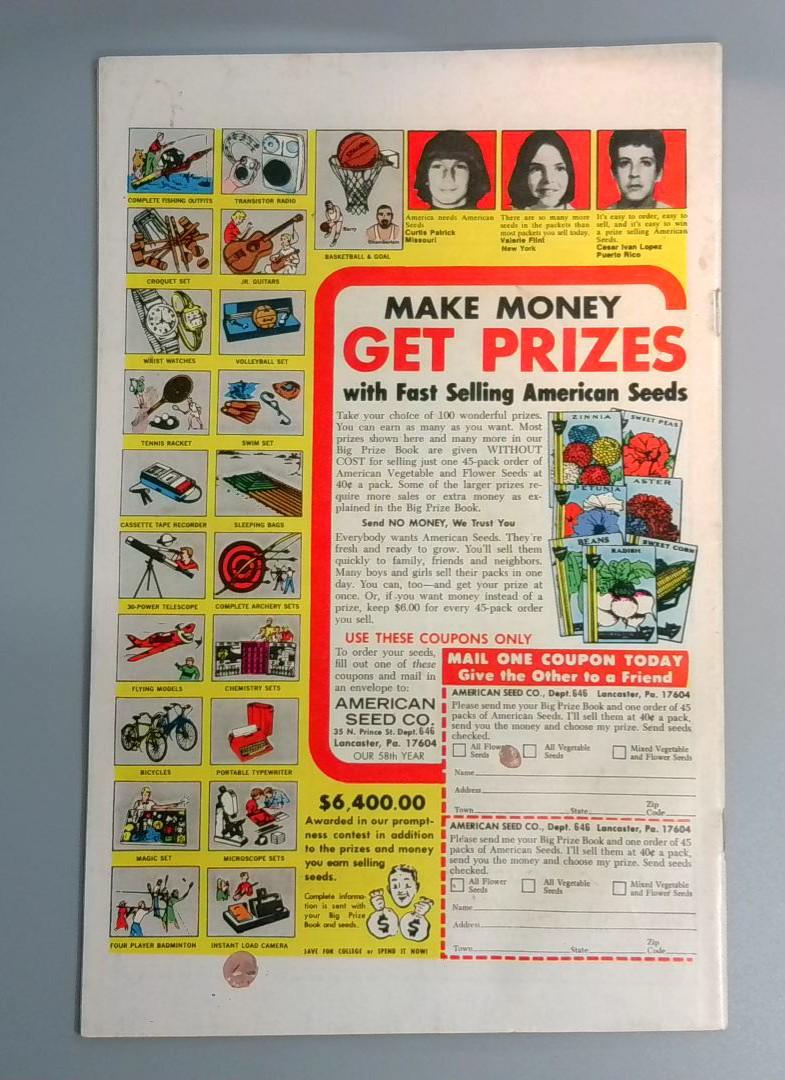 COMPLETE FISHING OUTFITS
TRANSISTOR RADIO
CROQUET SET
JR. GUITARS
WRIST WATCHES
VOLLEYBALL SET
TENNIS RACKET
SWIM SET
CASSETTE TAPE RECORDER
SLEEPING BAGS
30-POWER TELESCOPE
COMPLETE ARCHERY SETS
FLYING MODELS
CHEMISTRY SETS
BICYCLES
PORTABLE TYPEWRITER
MAGIC SET
MICROSCOPE SETS
FOUR PLAYER BADMINTON
INSTANT LOAD CAMERA
Barry
Chamberlain
BASKETBALL & GOAL
America needs American
Seeds
Curtis Patrick
Missouri
There are so many more
seeds in the packets than
most packets you sell today.
Valerie Flint
New York
It's easy to order, easy to
sell, and it's easy to win
a prize selling American
Seeds.
Cesar Ivan Lopez
Puerto Rico
MAKE MONEY
GET PRIZES
with Fast Selling American Seeds
Take your choice of 100 wonderful prizes.
You can earn as many as you want. Most
prizes shown here and many more in our
Big Prize Book are given WITHOUT
COST for selling just one 45-pack order of
American Vegetable and Flower Seeds at
40¢ a pack. Some of the larger prizes re-
quire more sales or extra money as ex-
plained in the Big Prize Book.
Send NO MONEY, We Trust You
Everybody wants American Seeds. They're
fresh and ready to grow. You'll sell them
quickly to family, friends and neighbors.
Many boys and girls sell their packs in one
day. You can, too—and get your prize at
once. Or, if you want money instead of a
prize, keep $6.00 for every 45-pack order
you sell.
ZINNIA
SWEET PEAS
PETUNIA
ASTER
BEANS
RADISH
SWEET CORN
USE THESE COUPONS ONLY
To order your seeds,
fill out one of these
coupons and mail in
an envelope to:
AMERICAN
SEED CO.
35 N. Prince St. Dept. 646
Lancaster, Pa. 17604
OUR 58th YEAR
$6,400.00
Awarded in our prompt-
ness contest in addition
to the prizes and money
you earn selling
seeds.
Complete informa-
tion is sent with
your Big Prize
Book and seeds.
$ $
SAVE FOR COLLEGE or SPEND IT NOW!
MAIL ONE COUPON TODAY
Give the Other to a Friend
AMERICAN SEED CO., Dept. 646 Lancaster, Pa. 17604
Please send me your Big Prize Book and one order of 45
packs of American Seeds. I'll sell them at 40¢ a pack,
send you the money and choose my prize. Send seeds
checked.
All Flower
Seeds
All Vegetable
Seeds
Mixed Vegetable
and Flower Seeds
Name
Address
Town State Zip Code
AMERICAN SEED CO., Dept. 646 Lancaster, Pa. 17604
Please send me your Big Prize Book and one order of 45
packs of American Seeds. I'll sell them at 40¢ a pack,
send you the money and choose my prize. Send seeds
checked.
All Flower
Seeds
All Vegetable
Seeds
Mixed Vegetable
and Flower Seeds
Name
Address
Town State Zip Code